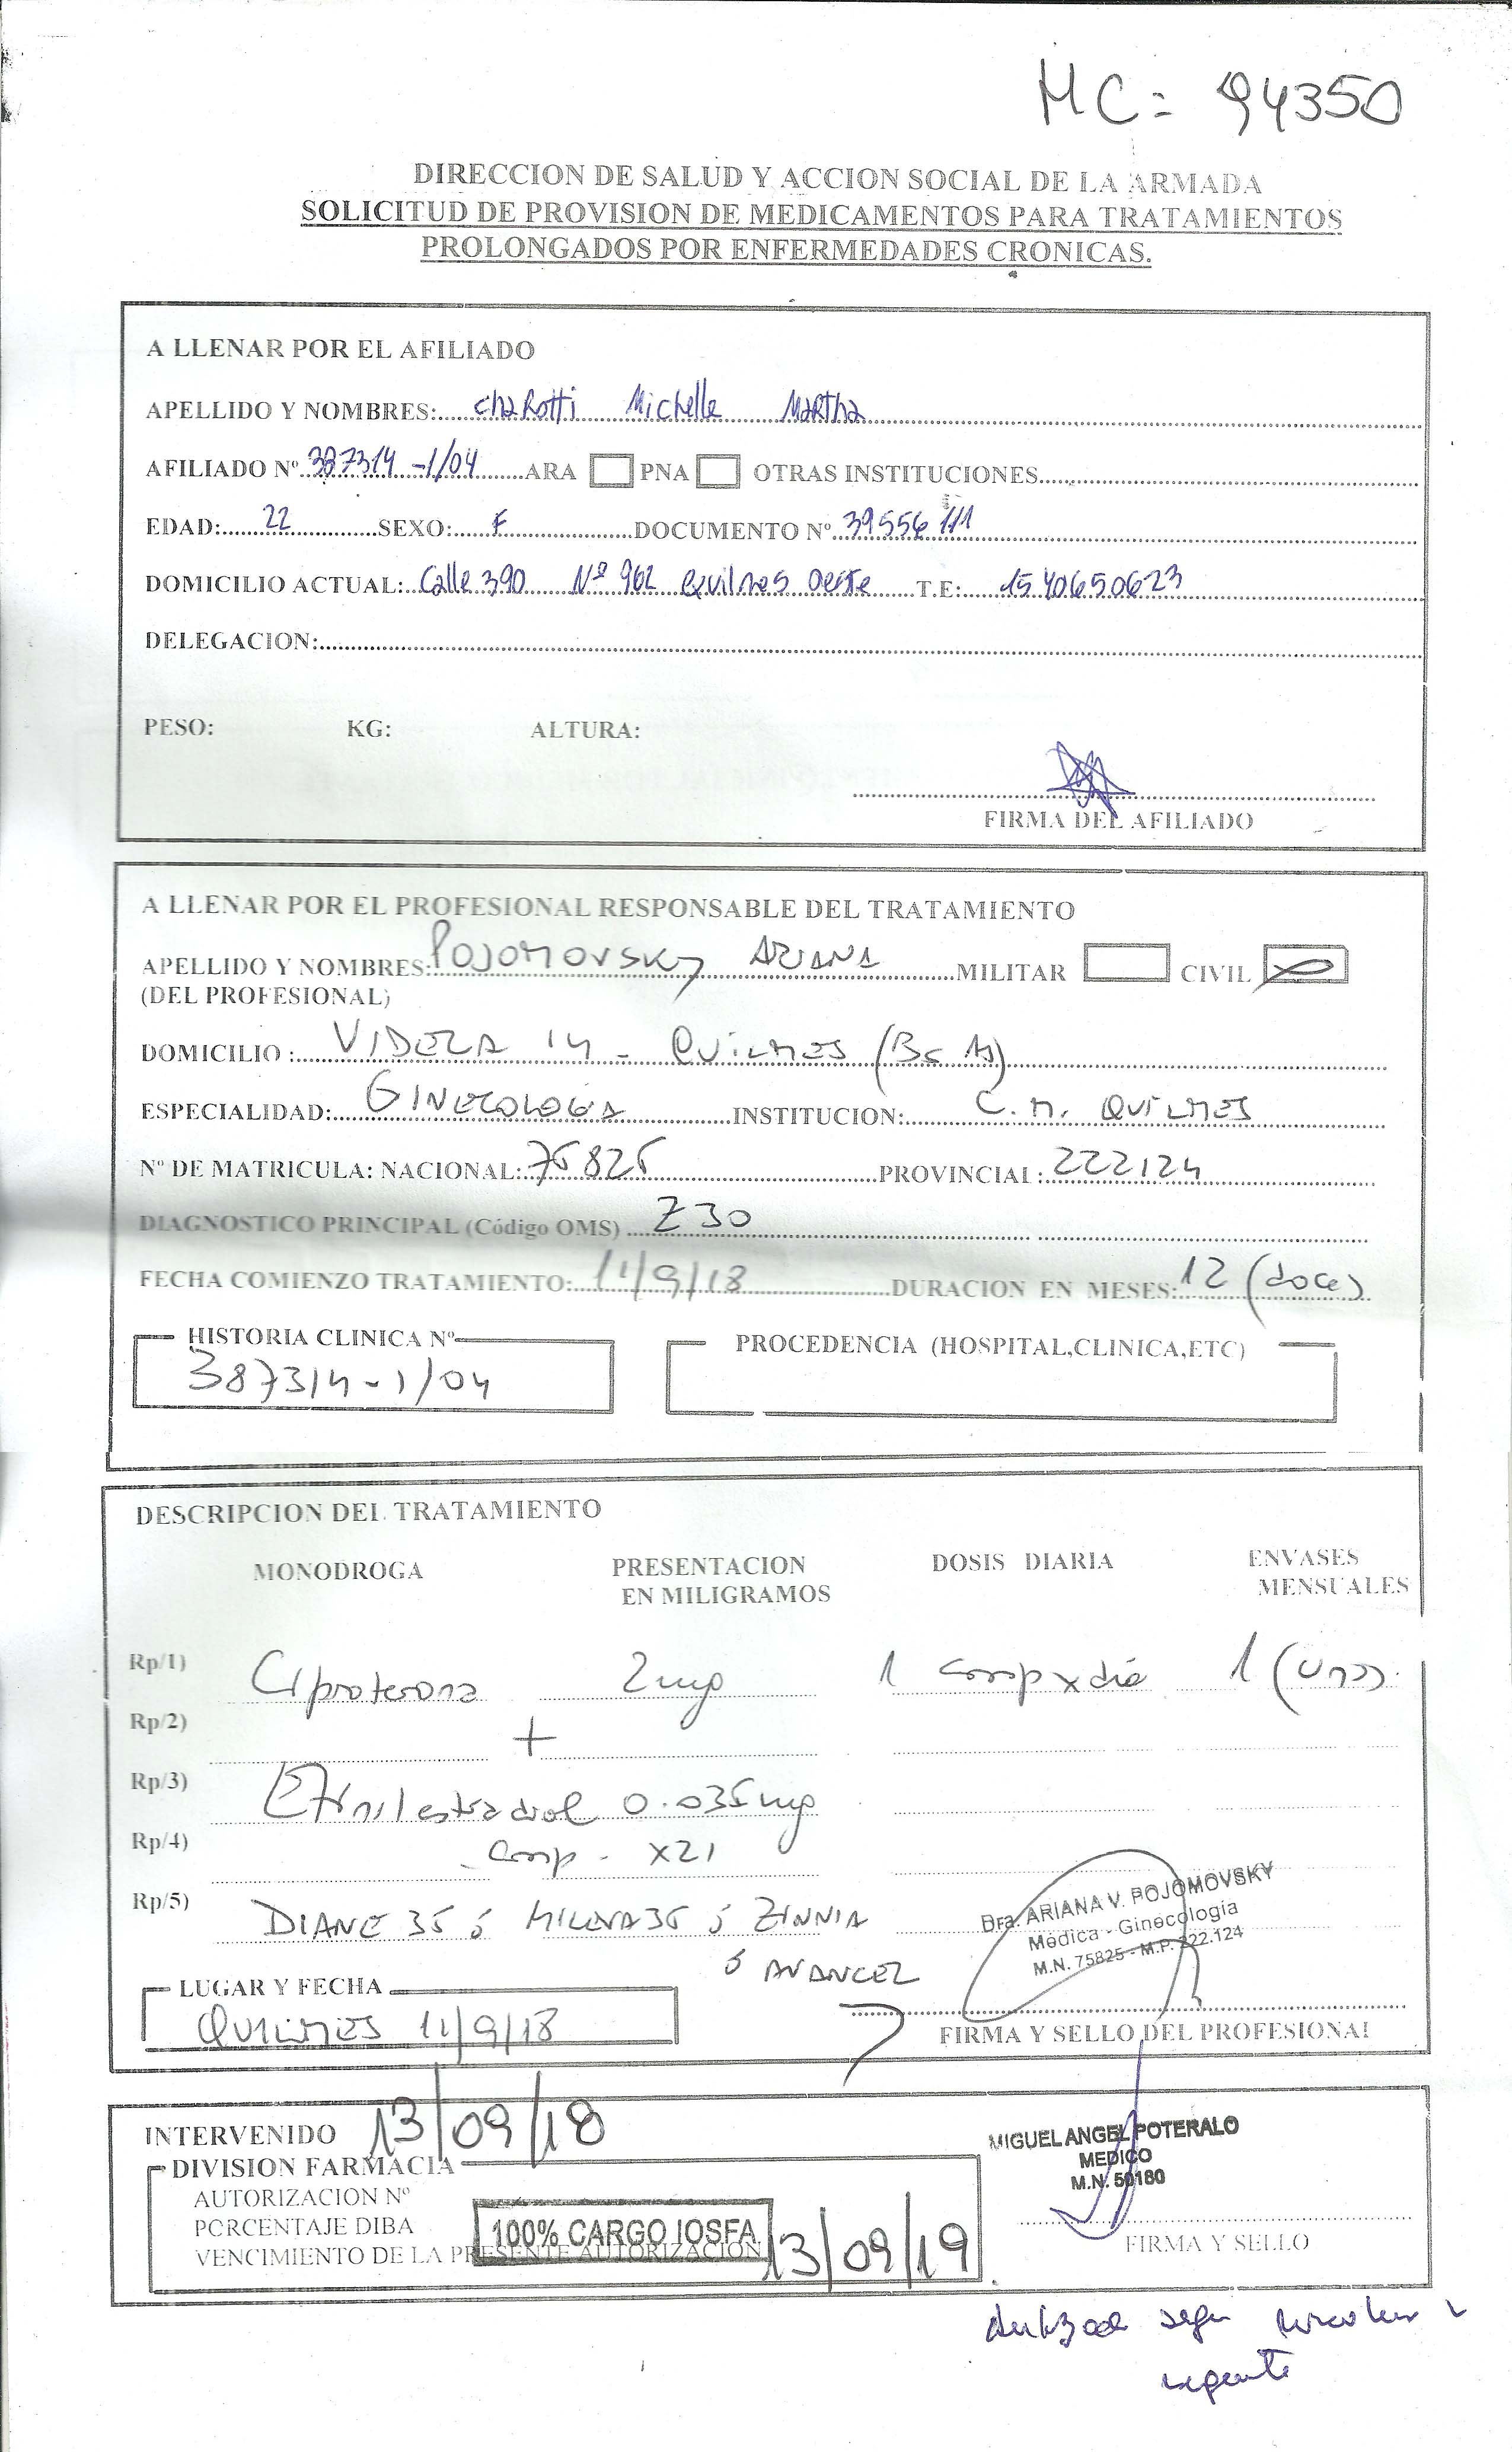 MC= 94350
DIRECCION DE SALUD Y ACCION SOCIAL DE LA ARMADA
SOLICITUD DE PROVISION DE MEDICAMENTOS PARA TRATAMIENTOS
PROLONGADOS POR ENFERMEDADES CRONICAS.
A LLENAR POR EL AFILIADO
APELLIDO Y NOMBRES: Chiarotti Michelle Martha
AFILIADO Nº 387314-1/04 ARA PNA OTRAS INSTITUCIONES
EDAD: 22 SEXO: F DOCUMENTO Nº 39556111
DOMICILIO ACTUAL: Calle 390 Nº 962 Quilmes Oeste T.E: 1540650623
DELEGACION:
PESO: KG: ALTURA:
FIRMA DEL AFILIADO
A LLENAR POR EL PROFESIONAL RESPONSABLE DEL TRATAMIENTO
APELLIDO Y NOMBRES: POJOMOVSKY ARIANA MILITAR CIVIL
(DEL PROFESIONAL)
DOMICILIO: VIDELA 14 - QUILMES (Bs As)
ESPECIALIDAD: GINECOLOGIA INSTITUCION: C.M. QUILMES
Nº DE MATRICULA: NACIONAL: 75825 PROVINCIAL: 222124
DIAGNOSTICO PRINCIPAL (Código OMS) Z30
FECHA COMIENZO TRATAMIENTO: 11/9/18 DURACION EN MESES: 12 (doce)
HISTORIA CLINICA Nº PROCEDENCIA (HOSPITAL,CLINICA,ETC)
387314-1/04
DESCRIPCION DEL TRATAMIENTO
MONODROGA PRESENTACION EN MILIGRAMOS DOSIS DIARIA ENVASES MENSUALES
Rp/1) Ciproterona 2mg 1 comp x dia 1 (uno).
Rp/2) +
Rp/3) Etinilestradiol 0.035mg
Rp/4) Comp. x21
Rp/5) DIANE 35 ó MILEVA 35 ó ZINNIA
ó AVANCEL
Dra. ARIANA V. POJOMOVSKY
Médica - Ginecología
M.N. 75825 - M.P. 222.124
LUGAR Y FECHA
QUILMES 11/9/18
FIRMA Y SELLO DEL PROFESIONAL
INTERVENIDO 13/09/18
MIGUEL ANGEL POTERALO
MEDICO
M.N. 50180
DIVISION FARMACIA
AUTORIZACION Nº
PORCENTAJE DIBA 100% CARGO IOSFA
VENCIMIENTO DE LA PRESENTE AUTORIZACION 13/09/19
FIRMA Y SELLO